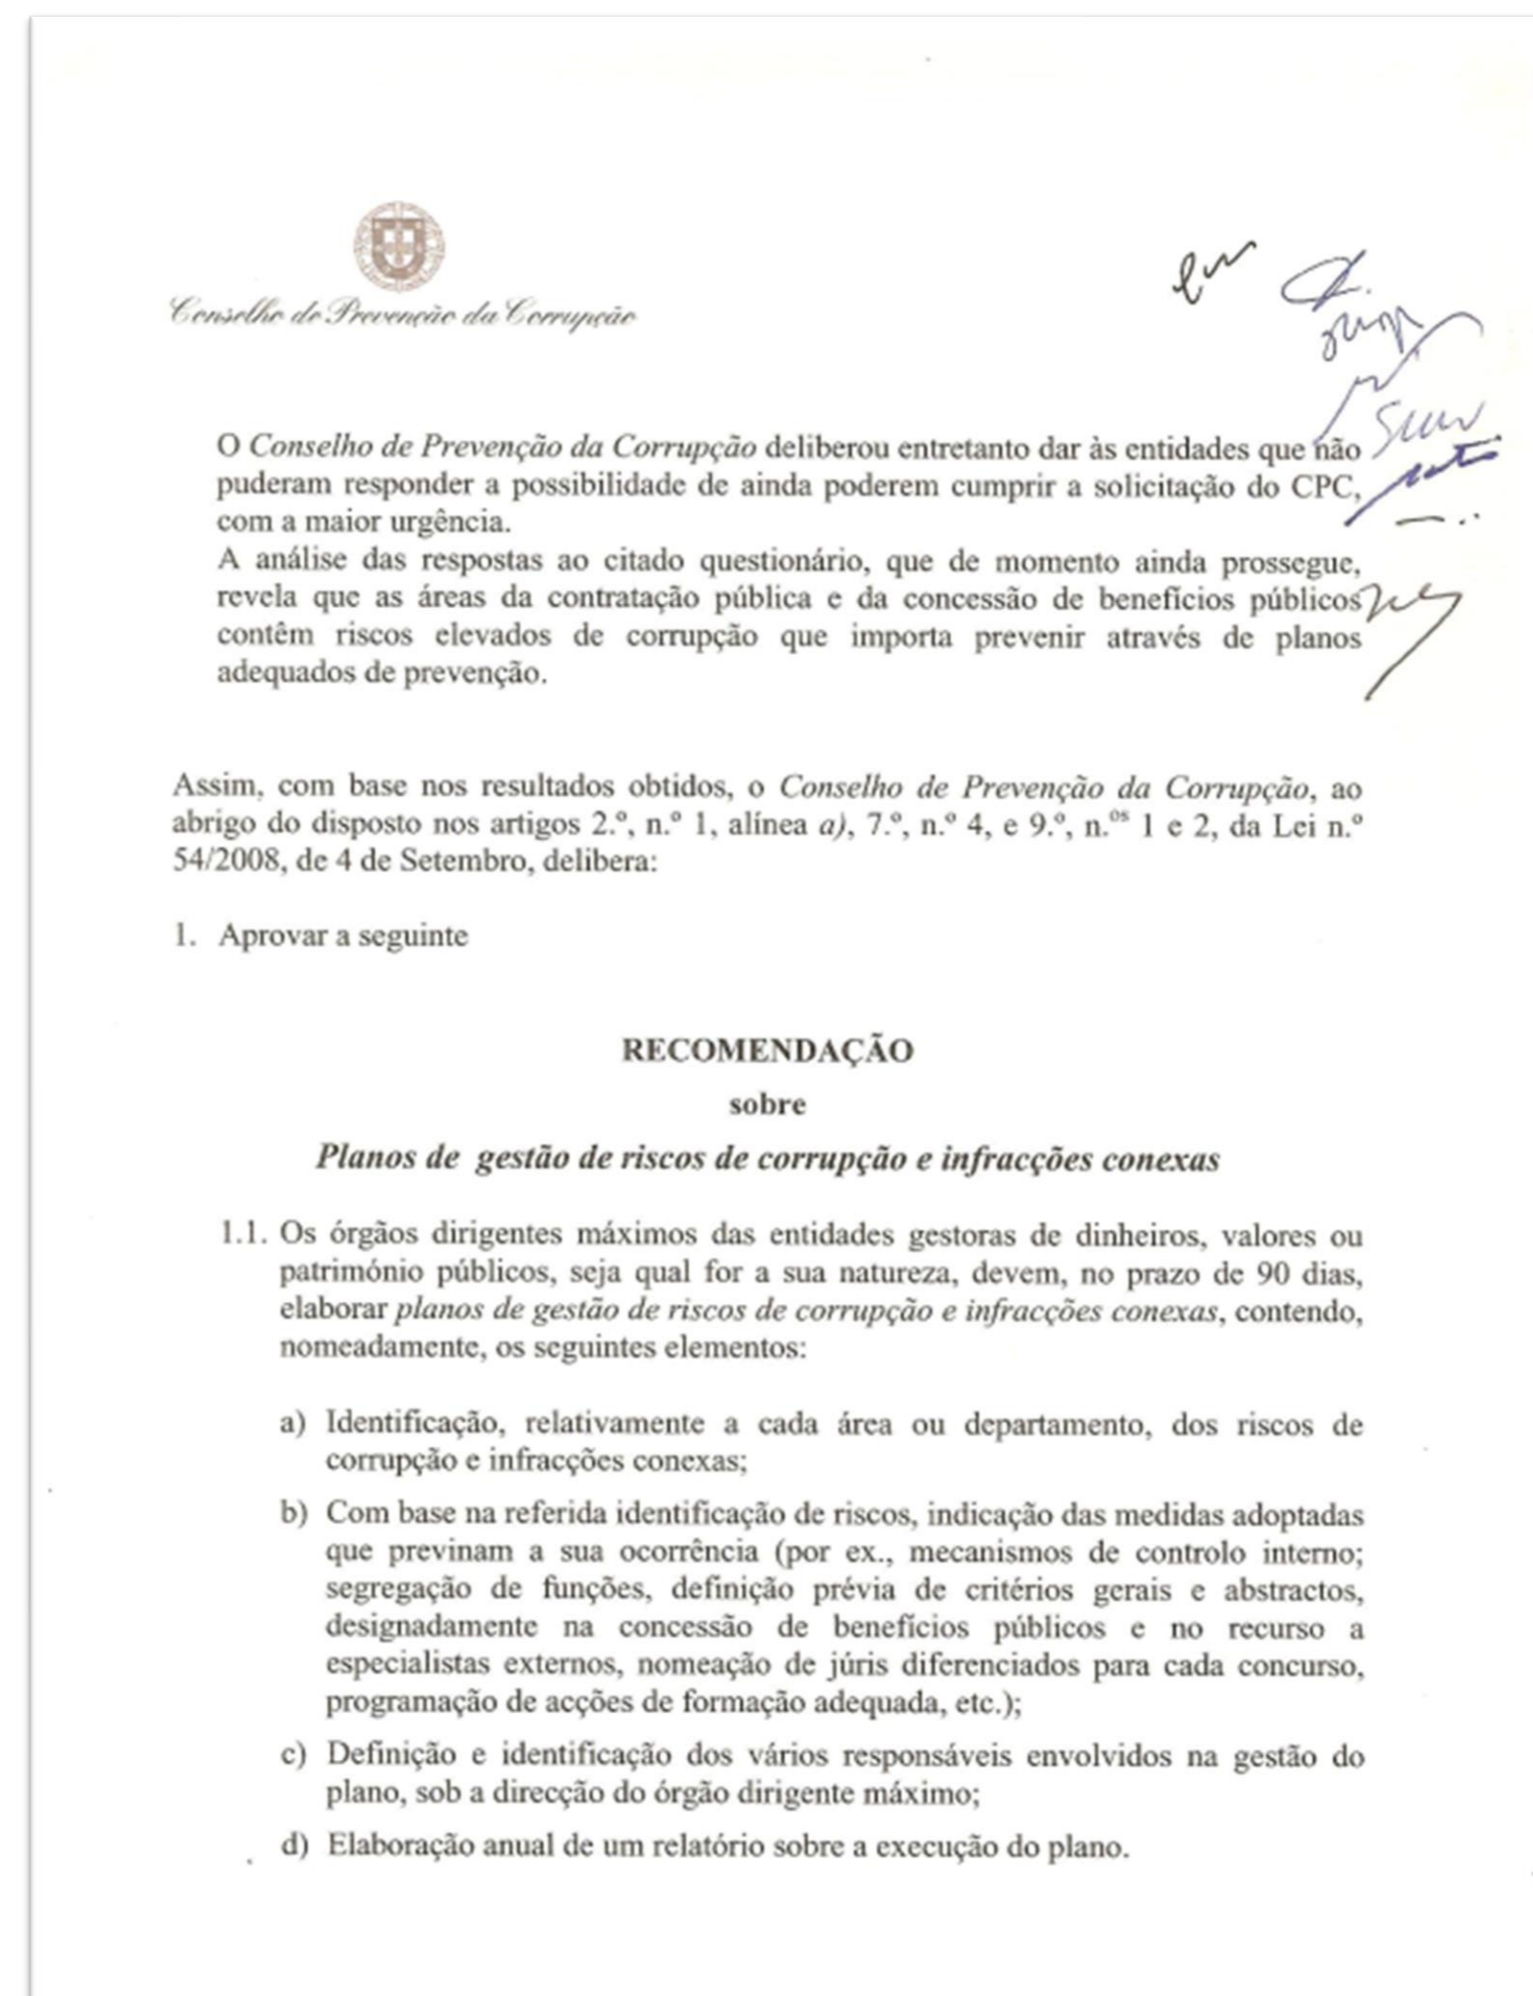 Conselho de Prevenção da Corrupção
O Conselho de Prevenção da Corrupção deliberou entretanto dar às entidades que não
puderam responder a possibilidade de ainda poderem cumprir a solicitação do CPC,
com a maior urgência.
A análise das respostas ao citado questionário, que de momento ainda prossegue,
revela que as áreas da contratação pública e da concessão de benefícios públicos
contêm riscos elevados de corrupção que importa prevenir através de planos
adequados de prevenção.
Assim, com base nos resultados obtidos, o Conselho de Prevenção da Corrupção, ao
abrigo do disposto nos artigos 2.º, n.º 1, alínea a), 7.º, n.º 4, e 9.º, n.ºs 1 e 2, da Lei n.º
54/2008, de 4 de Setembro, delibera:
1. Aprovar a seguinte
RECOMENDAÇÃO
sobre
Planos de gestão de riscos de corrupção e infracções conexas
1.1. Os órgãos dirigentes máximos das entidades gestoras de dinheiros, valores ou
património públicos, seja qual for a sua natureza, devem, no prazo de 90 dias,
elaborar planos de gestão de riscos de corrupção e infracções conexas, contendo,
nomeadamente, os seguintes elementos:
a) Identificação, relativamente a cada área ou departamento, dos riscos de
corrupção e infracções conexas;
b) Com base na referida identificação de riscos, indicação das medidas adoptadas
que previnam a sua ocorrência (por ex., mecanismos de controlo interno;
segregação de funções, definição prévia de critérios gerais e abstractos,
designadamente na concessão de benefícios públicos e no recurso a
especialistas externos, nomeação de júris diferenciados para cada concurso,
programação de acções de formação adequada, etc.);
c) Definição e identificação dos vários responsáveis envolvidos na gestão do
plano, sob a direcção do órgão dirigente máximo;
d) Elaboração anual de um relatório sobre a execução do plano.